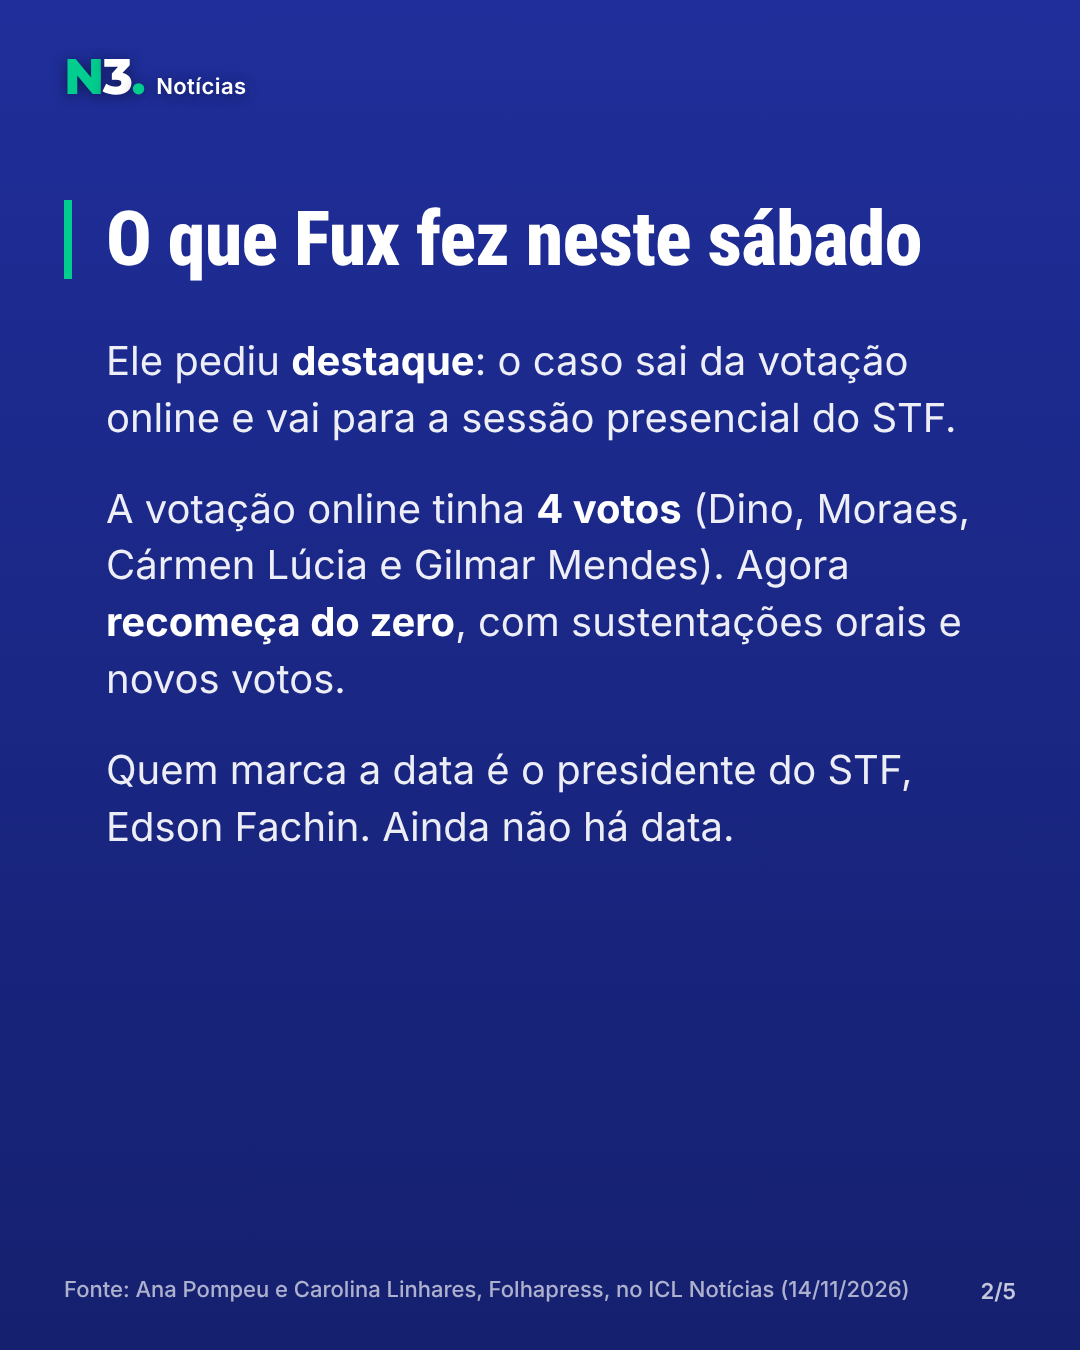 N3. Notícias
O que Fux fez neste sábado
Ele pediu destaque: o caso sai da votação
online e vai para a sessão presencial do STF.
A votação online tinha 4 votos (Dino, Moraes,
Cármen Lúcia e Gilmar Mendes). Agora
recomeça do zero, com sustentações orais e
novos votos.
Quem marca a data é o presidente do STF,
Edson Fachin. Ainda não há data.
Fonte: Ana Pompeu e Carolina Linhares, Folhapress, no ICL Notícias (14/11/2026)
2/5